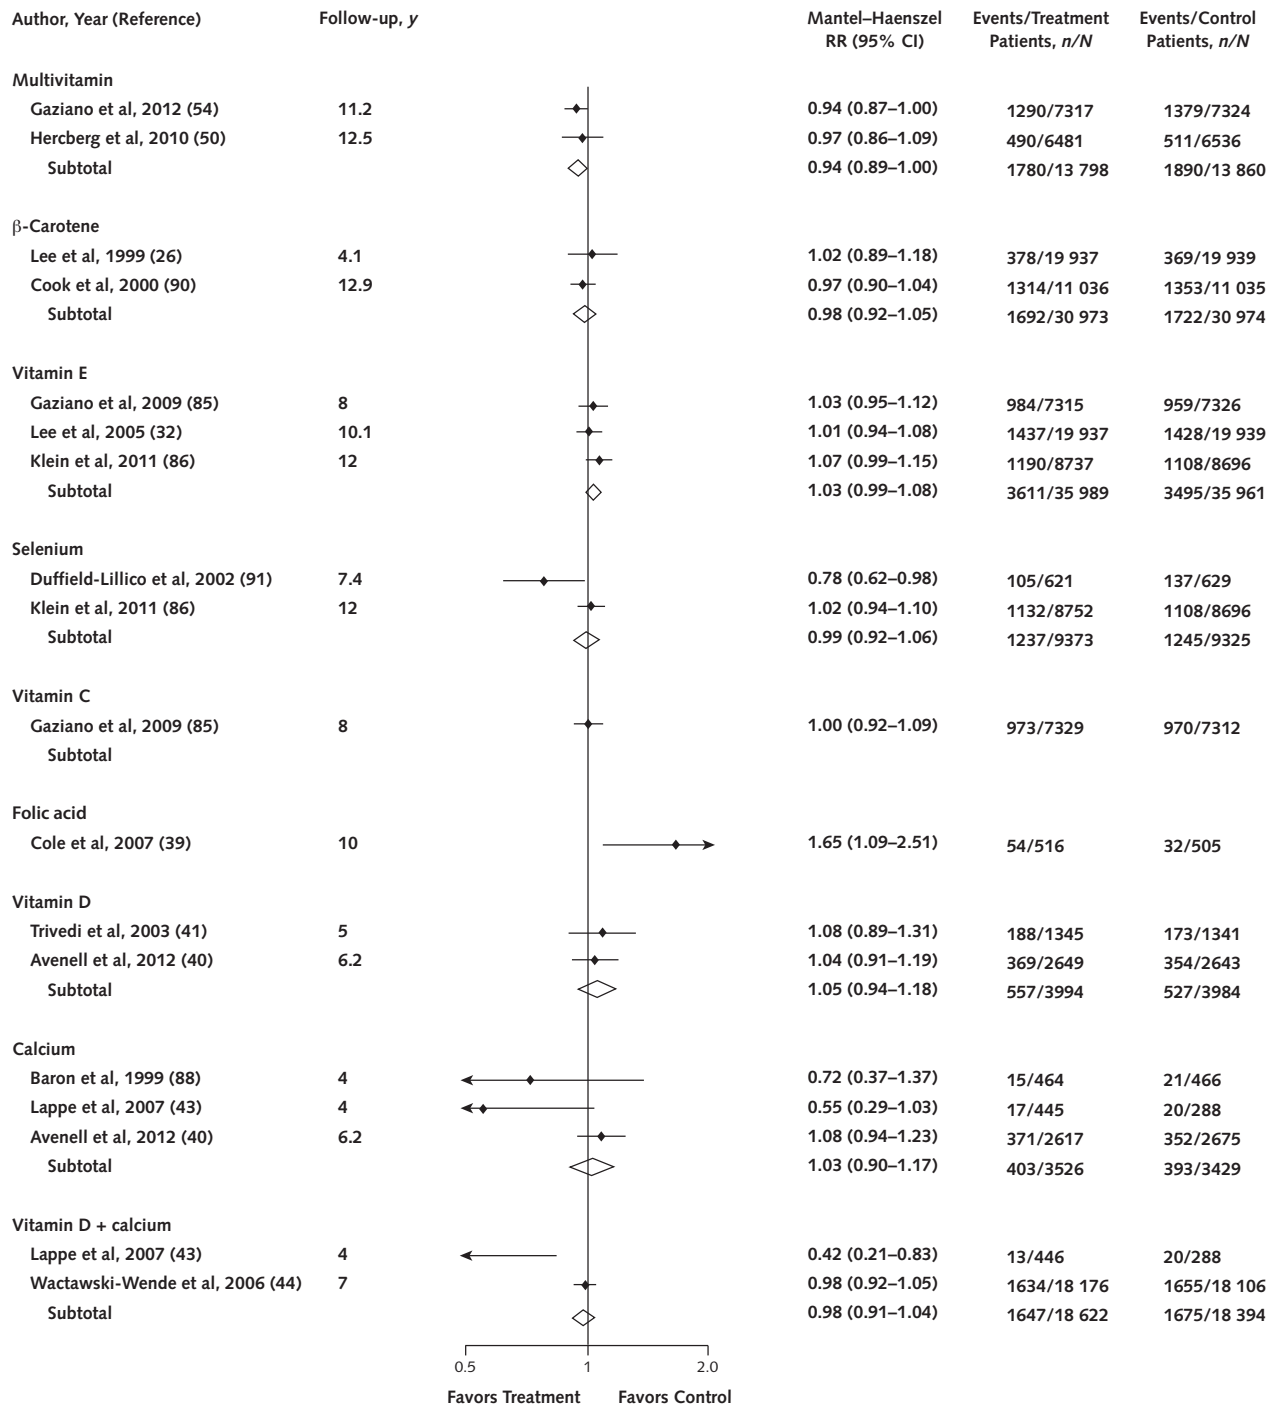 Author, Year (Reference) Follow-up, y Mantel–Haenszel Events/Treatment Events/Control
RR (95% CI) Patients, n/N Patients, n/N
Multivitamin
Gaziano et al, 2012 (54) 11.2 0.94 (0.87–1.00) 1290/7317 1379/7324
Hercberg et al, 2010 (50) 12.5 0.97 (0.86–1.09) 490/6481 511/6536
Subtotal 0.94 (0.89–1.00) 1780/13 798 1890/13 860
β-Carotene
Lee et al, 1999 (26) 4.1 1.02 (0.89–1.18) 378/19 937 369/19 939
Cook et al, 2000 (90) 12.9 0.97 (0.90–1.04) 1314/11 036 1353/11 035
Subtotal 0.98 (0.92–1.05) 1692/30 973 1722/30 974
Vitamin E
Gaziano et al, 2009 (85) 8 1.03 (0.95–1.12) 984/7315 959/7326
Lee et al, 2005 (32) 10.1 1.01 (0.94–1.08) 1437/19 937 1428/19 939
Klein et al, 2011 (86) 12 1.07 (0.99–1.15) 1190/8737 1108/8696
Subtotal 1.03 (0.99–1.08) 3611/35 989 3495/35 961
Selenium
Duffield-Lillico et al, 2002 (91) 7.4 0.78 (0.62–0.98) 105/621 137/629
Klein et al, 2011 (86) 12 1.02 (0.94–1.10) 1132/8752 1108/8696
Subtotal 0.99 (0.92–1.06) 1237/9373 1245/9325
Vitamin C
Gaziano et al, 2009 (85) 8 1.00 (0.92–1.09) 973/7329 970/7312
Subtotal
Folic acid
Cole et al, 2007 (39) 10 1.65 (1.09–2.51) 54/516 32/505
Vitamin D
Trivedi et al, 2003 (41) 5 1.08 (0.89–1.31) 188/1345 173/1341
Avenell et al, 2012 (40) 6.2 1.04 (0.91–1.19) 369/2649 354/2643
Subtotal 1.05 (0.94–1.18) 557/3994 527/3984
Calcium
Baron et al, 1999 (88) 4 0.72 (0.37–1.37) 15/464 21/466
Lappe et al, 2007 (43) 4 0.55 (0.29–1.03) 17/445 20/288
Avenell et al, 2012 (40) 6.2 1.08 (0.94–1.23) 371/2617 352/2675
Subtotal 1.03 (0.90–1.17) 403/3526 393/3429
Vitamin D + calcium
Lappe et al, 2007 (43) 4 0.42 (0.21–0.83) 13/446 20/288
Wactawski-Wende et al, 2006 (44) 7 0.98 (0.92–1.05) 1634/18 176 1655/18 106
Subtotal 0.98 (0.91–1.04) 1647/18 622 1675/18 394
0.5 1 2.0
Favors Treatment Favors Control